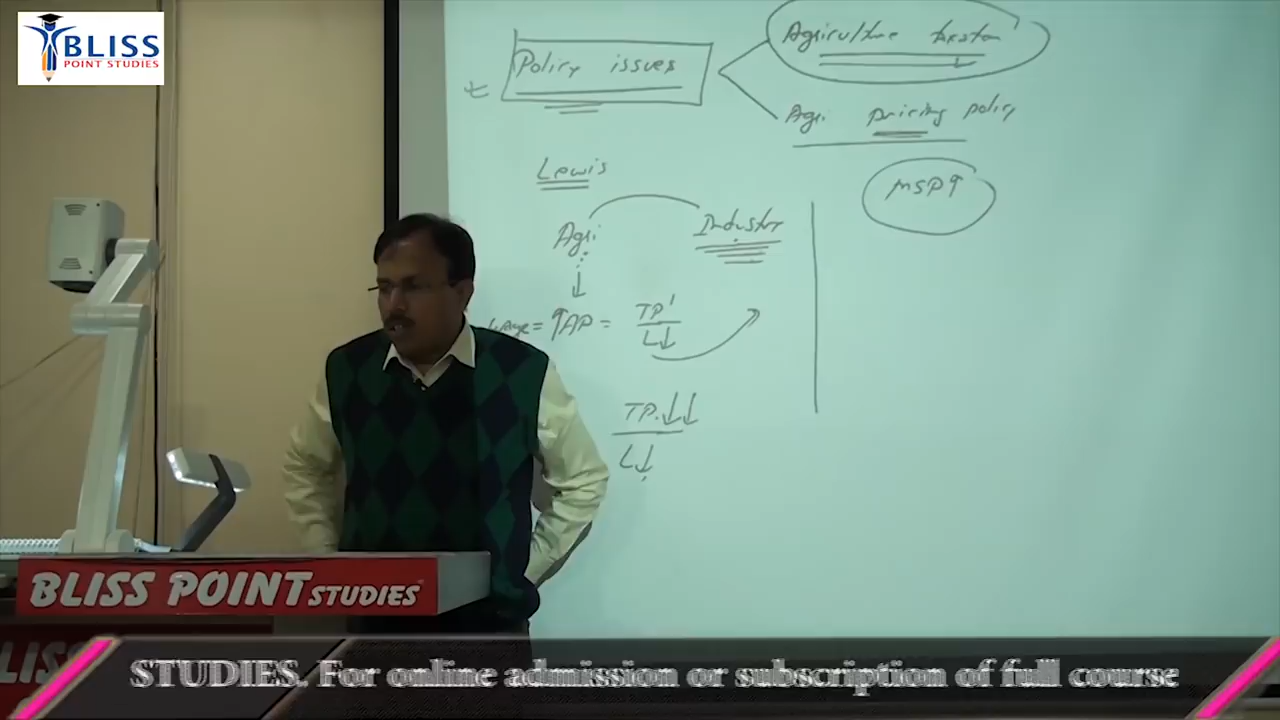 BLISS
POINT STUDIES
Agriculture taxation
Policy issues
Agri pricing policy
Lewis
MSP↑
Agri
Industry
Wage = ↑AP = TP'
L↓
TP.↓↓
L↓
BLISS POINT STUDIES
STUDIES. For online admission or subscription of full course